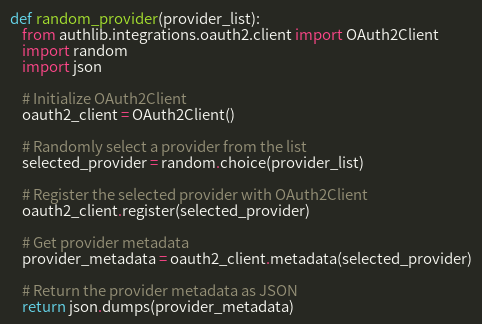 def random_provider(provider_list):
from authlib.integrations.oauth2.client import OAuth2Client
import random
import json
# Initialize OAuth2Client
oauth2_client = OAuth2Client()
# Randomly select a provider from the list
selected_provider = random.choice(provider_list)
# Register the selected provider with OAuth2Client
oauth2_client.register(selected_provider)
# Get provider metadata
provider_metadata = oauth2_client.metadata(selected_provider)
# Return the provider metadata as JSON
return json.dumps(provider_metadata)